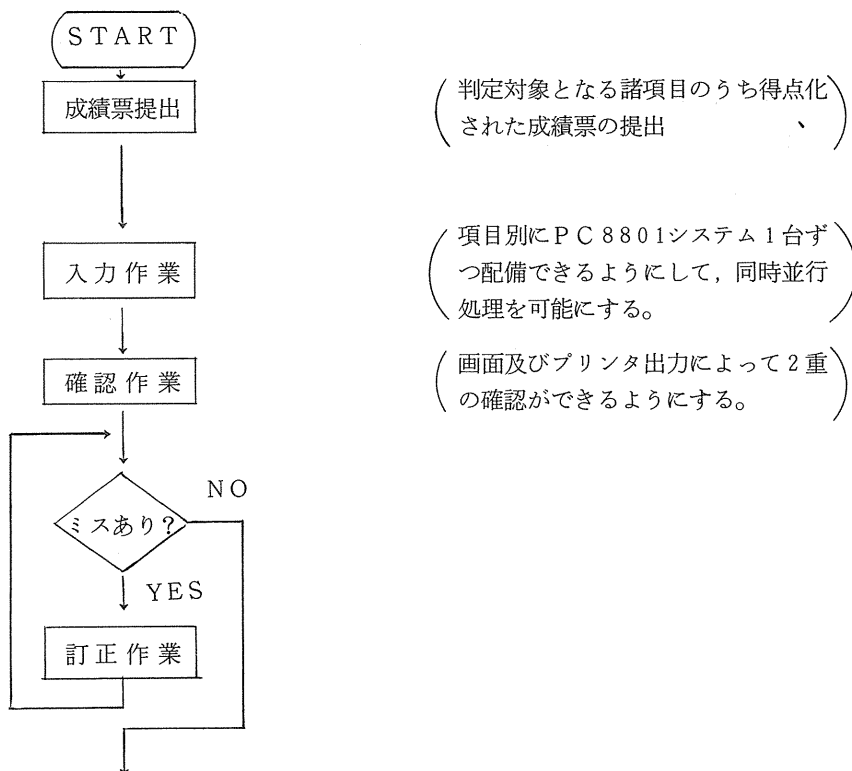 START
成績票提出
判定対象となる諸項目のうち得点化
された成績票の提出
入力作業
項目別にPC8801システム1台ず
つ配備できるようにして,同時並行
処理を可能にする。
確認作業
画面及びプリンタ出力によって2重
の確認ができるようにする。
NO
ミスあり?
YES
訂正作業